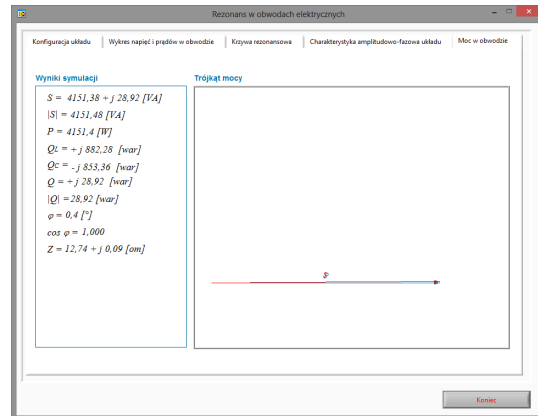 Rezonans w obwodach elektrycznych
Konfiguracja układu
Wykres napięć i prądów w obwodzie
Krzywa rezonansowa
Charakterystyka amplitudowo-fazowa układu
Moc w obwodzie
Wyniki symulacji
Trójkąt mocy
S = 4151,38 + j 28,92 [VA]
|S| = 4151,48 [VA]
P = 4151,4 [W]
QL = + j 882,28 [war]
QC = - j 853,36 [war]
Q = + j 28,92 [war]
|Q| = 28,92 [war]
φ = 0,4 [°]
cos φ = 1,000
Z = 12,74 + j 0,09 [om]
Koniec